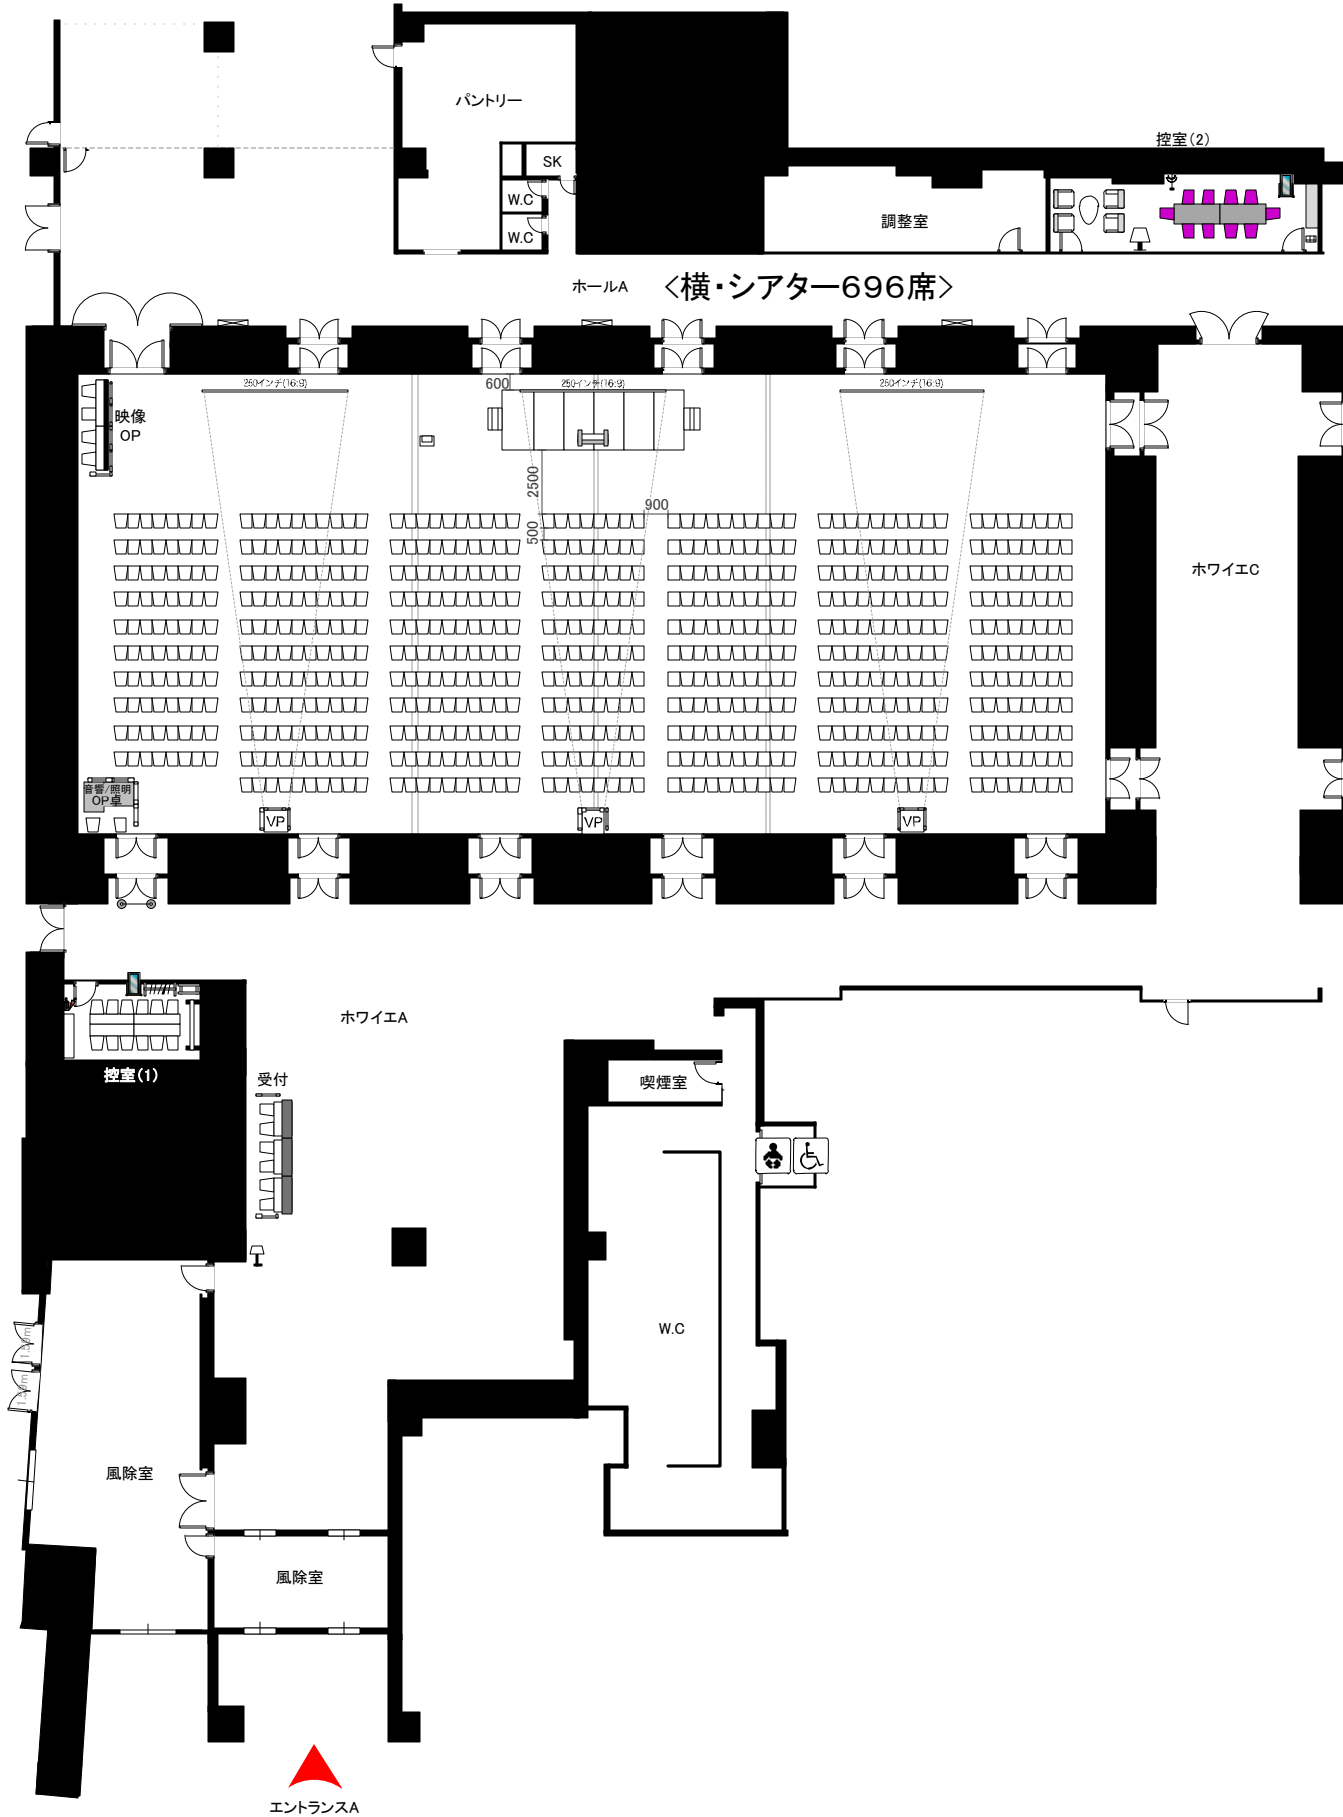 パントリー
SK
W.C
W.C
控室(2)
調整室
ホールA
<横・シアター696席>
250インチ(16:9)
600
250インチ(16:9)
250インチ(16:9)
映像
OP
2500
900
500
ホワイエC
音響/照明
OP卓
VP
VP
VP
ホワイエA
控室(1)
受付
喫煙室
W.C
1.50m
1.50m
風除室
風除室
エントランスA